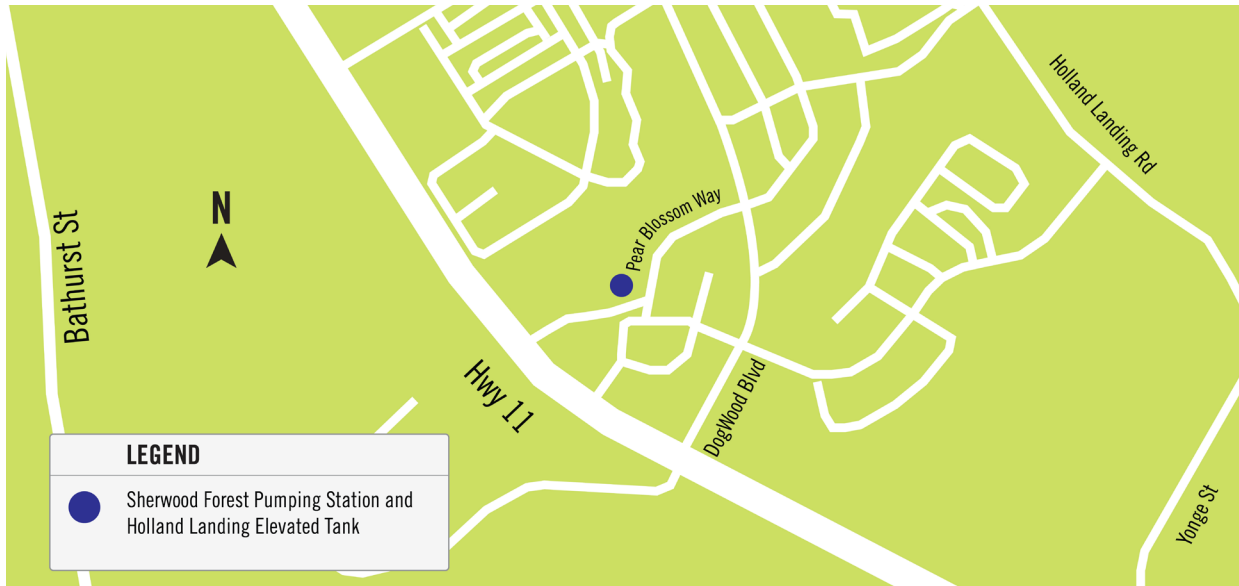 Holland Landing Rd
N
Pear Blossom Way
Bathurst St
Hwy 11
DogWood Blvd
Yonge St
LEGEND
Sherwood Forest Pumping Station and
Holland Landing Elevated Tank